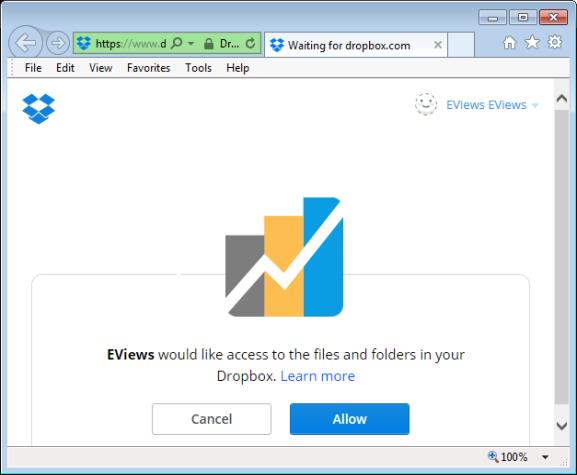 https://www.d
Dr...
Waiting for dropbox.com
File Edit View Favorites Tools Help
EViews EViews
EViews would like access to the files and folders in your
Dropbox. Learn more
Cancel Allow
100%